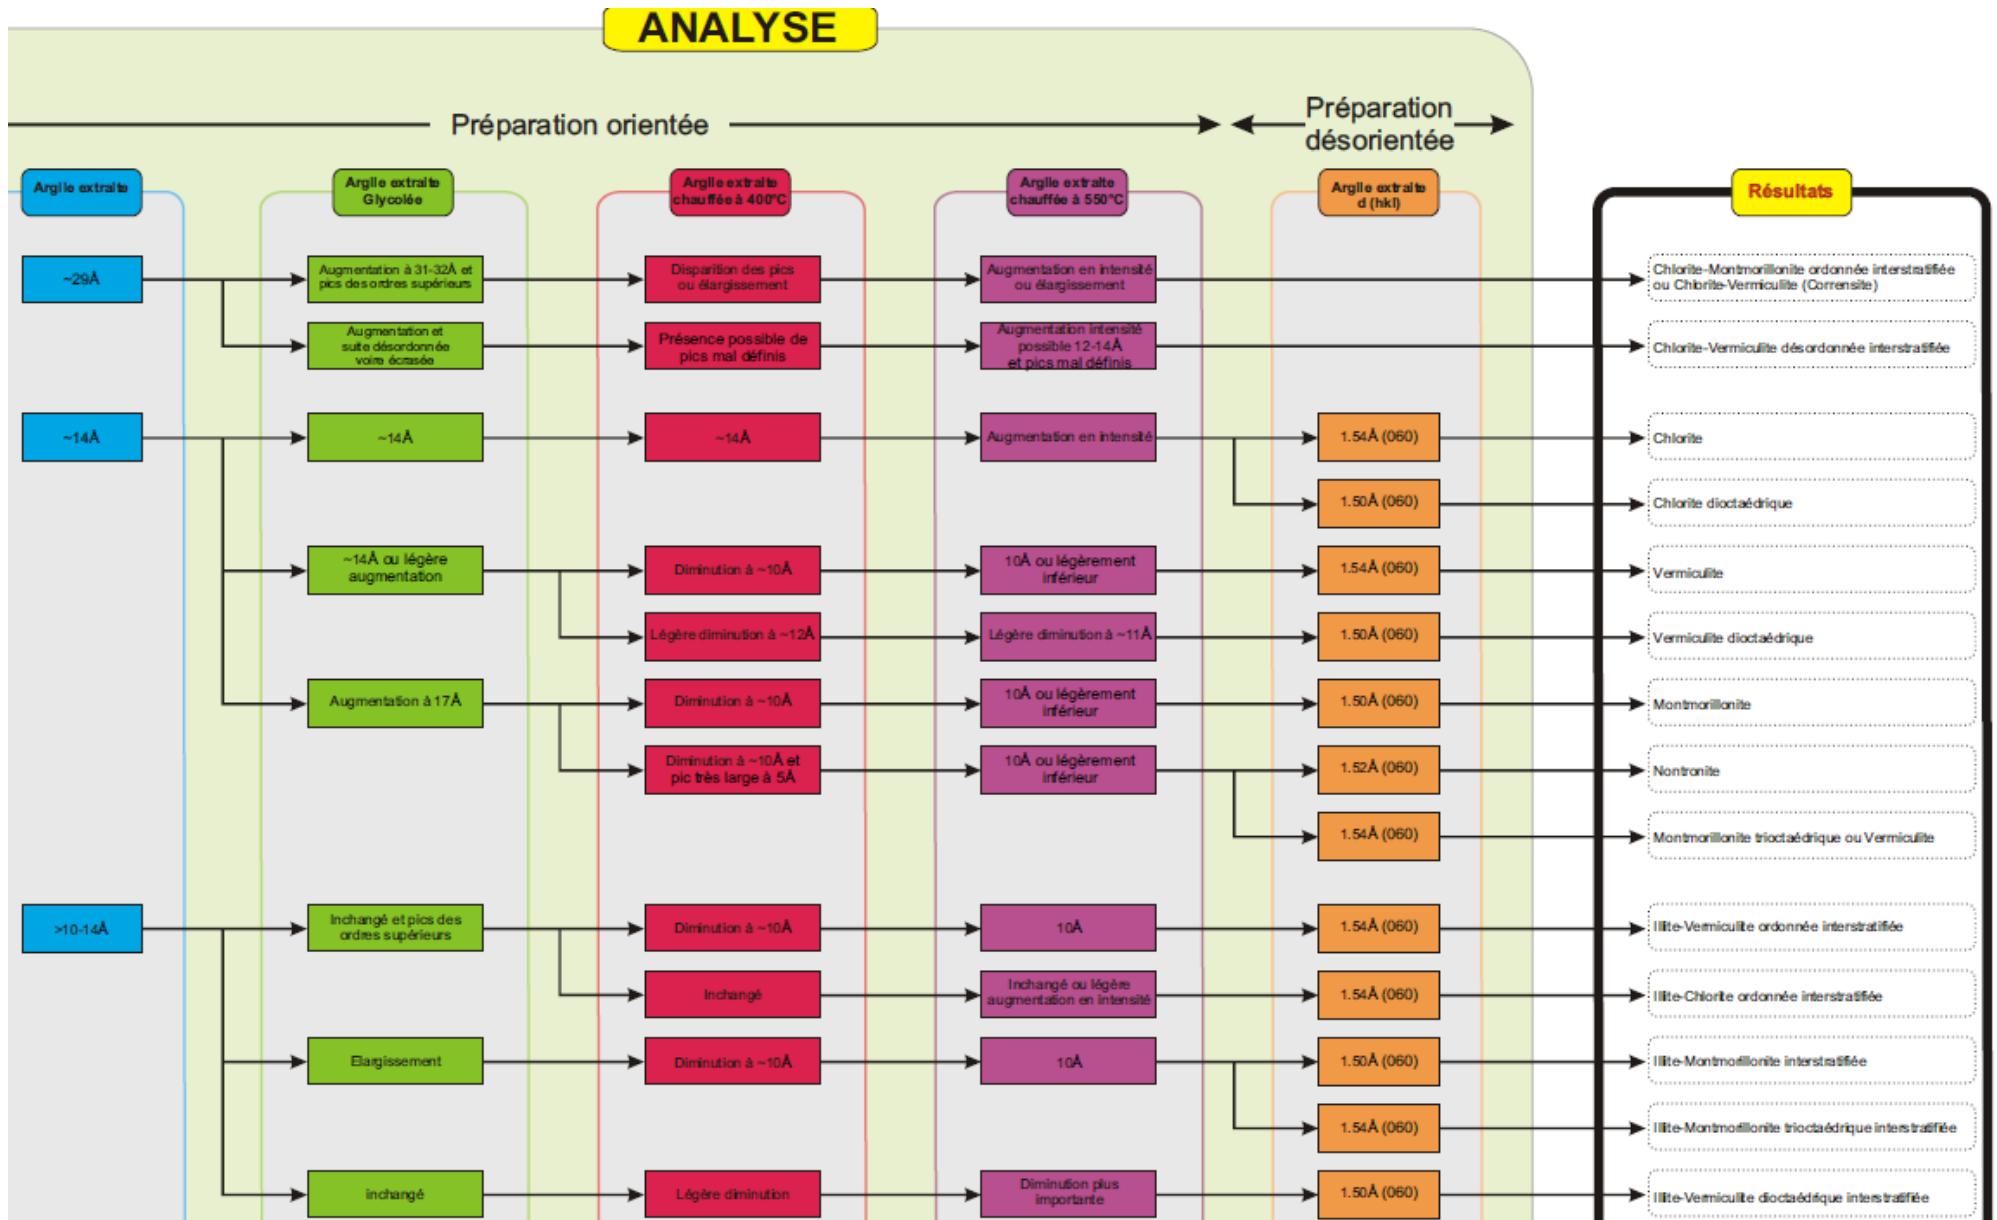 ANALYSE
Préparation orientée
Préparation
désorientée
Argile extraite
Argile extraite
Glycolée
Argile extraite
chauffée à 400°C
Argile extraite
chauffée à 550°C
Argile extraite
d (hkl)
Résultats
~29Å
Augmentation à 31-32Å et
pics des ordres supérieurs
Disparition des pics
ou élargissement
Augmentation en intensité
ou élargissement
Chlorite-Montmorillonite ordonnée interstratifiée
ou Chlorite-Vermiculite (Corrensite)
Augmentation et
suite désordonnée
voire écrasée
Présence possible de
pics mal définis
Augmentation intensité
possible 12-14Å
et pics mal définis
Chlorite-Vermiculite désordonnée interstratifiée
~14Å
~14Å
~14Å
Augmentation en intensité
1.54Å (060)
Chlorite
1.50Å (060)
Chlorite dioctaédrique
~14Å ou légère
augmentation
Diminution à ~10Å
10Å ou légèrement
inférieur
1.54Å (060)
Vermiculite
Légère diminution à ~12Å
Légère diminution à ~11Å
1.50Å (060)
Vermiculite dioctaédrique
Augmentation à 17Å
Diminution à ~10Å
10Å ou légèrement
inférieur
1.50Å (060)
Montmorillonite
Diminution à ~10Å et
pic très large à 5Å
10Å ou légèrement
inférieur
1.52Å (060)
Nontronite
1.54Å (060)
Montmorillonite trioctaédrique ou Vermiculite
>10-14Å
Inchangé et pics des
ordres supérieurs
Diminution à ~10Å
10Å
1.54Å (060)
Illite-Vermiculite ordonnée interstratifiée
Inchangé
Inchangé ou légère
augmentation en intensité
1.54Å (060)
Illite-Chlorite ordonnée interstratifiée
Elargissement
Diminution à ~10Å
10Å
1.50Å (060)
Illite-Montmorillonite interstratifiée
1.54Å (060)
Illite-Montmorillonite trioctaédrique interstratifiée
inchangé
Légère diminution
Diminution plus
importante
1.50Å (060)
Illite-Vermiculite dioctaédrique interstratifiée